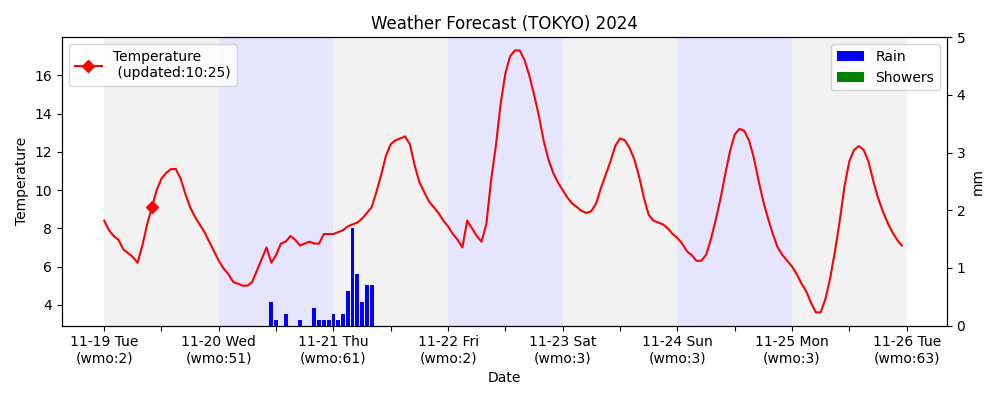 Weather Forecast (TOKYO) 2024
Temperature
(updated:10:25)
Rain
Showers
Temperature
16
14
12
10
8
6
4
5
4
3
2
1
0
mm
11-19 Tue
(wmo:2)
11-20 Wed
(wmo:51)
11-21 Thu
(wmo:61)
11-22 Fri
(wmo:2)
11-23 Sat
(wmo:3)
11-24 Sun
(wmo:3)
11-25 Mon
(wmo:3)
11-26 Tue
(wmo:63)
Date